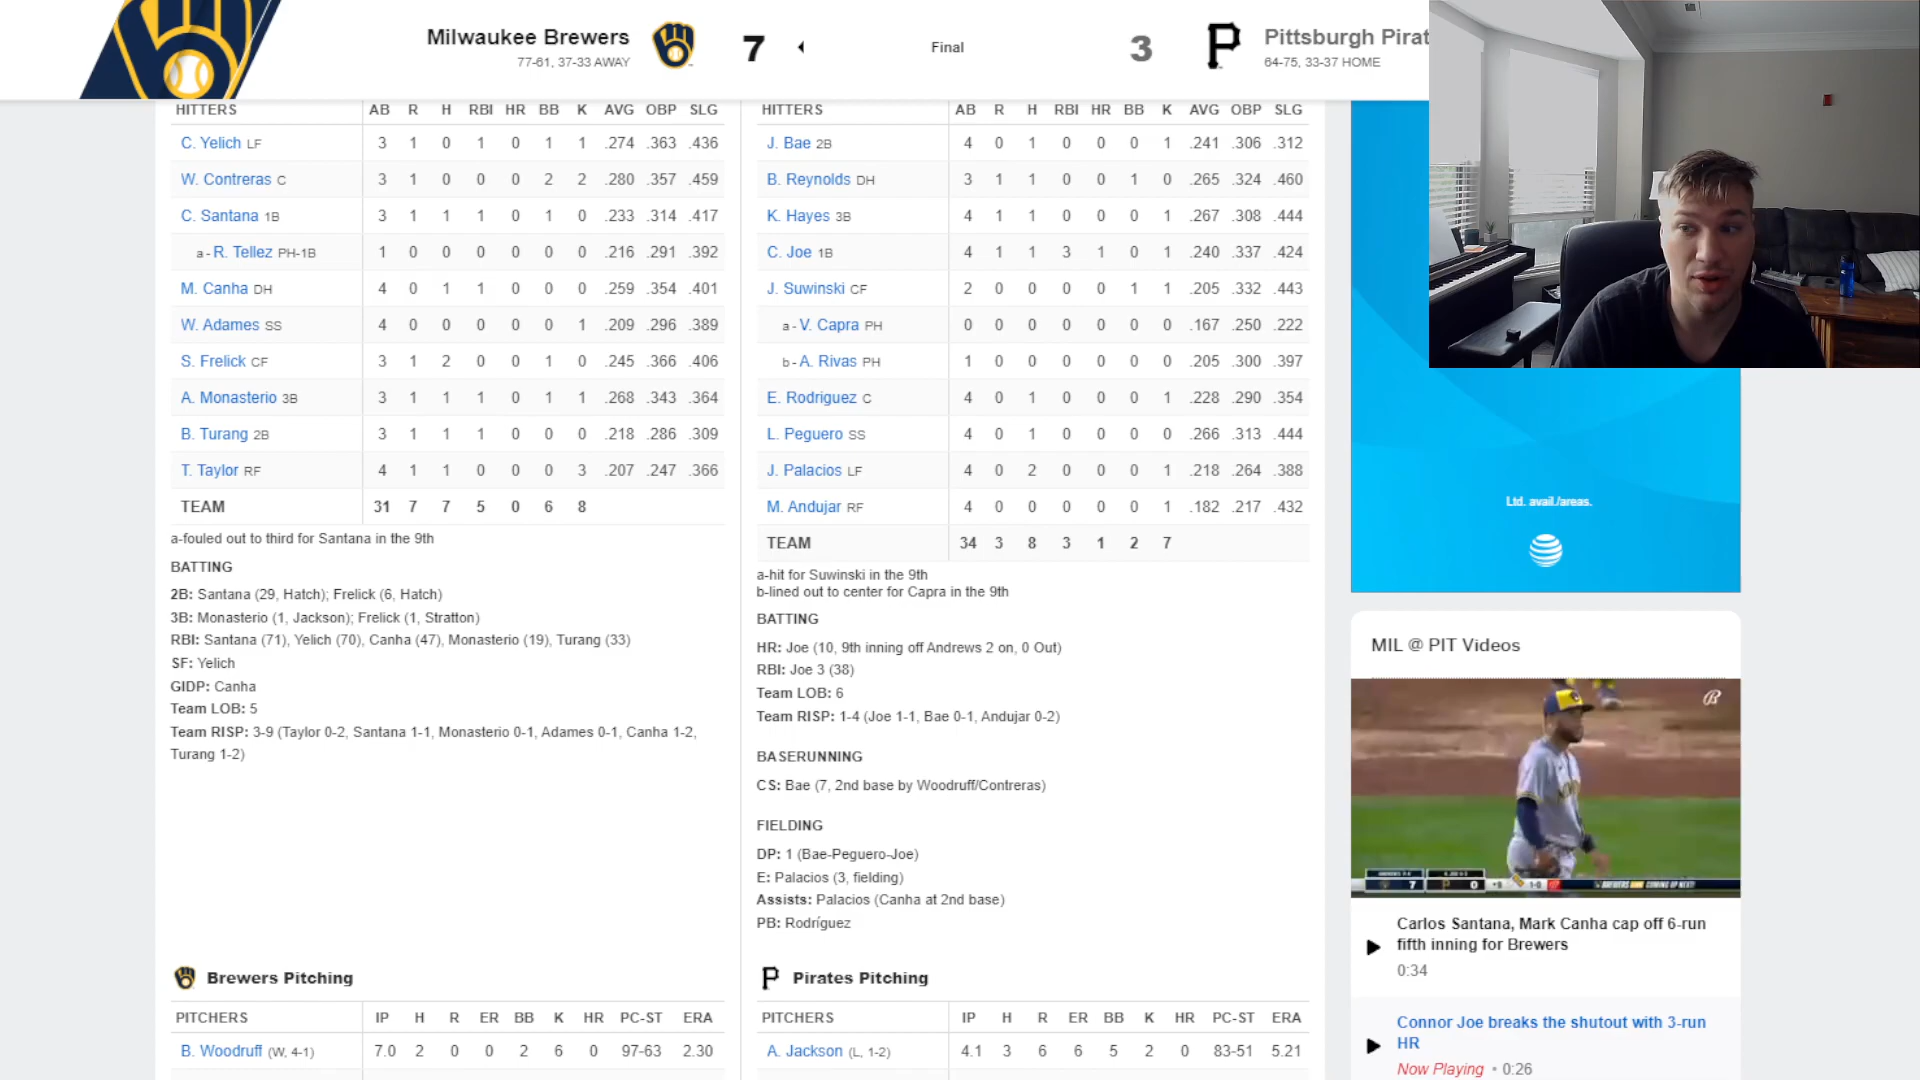 Milwaukee Brewers
77-61, 37-33 AWAY
7
Final
3
Pittsburgh Pirat
64-75, 33-37 HOME
HITTERS AB R H RBI HR BB K AVG OBP SLG
C. Yelich LF 3 1 0 1 0 1 1 .274 .363 .436
W. Contreras C 3 1 0 0 0 2 2 .280 .357 .459
C. Santana 1B 3 1 1 1 0 1 0 .233 .314 .417
a - R. Tellez PH-1B 1 0 0 0 0 0 0 .216 .291 .392
M. Canha DH 4 0 1 1 0 0 0 .259 .354 .401
W. Adames SS 4 0 0 0 0 0 1 .209 .296 .389
S. Frelick CF 3 1 2 0 0 1 0 .245 .366 .406
A. Monasterio 3B 3 1 1 1 0 1 1 .268 .343 .364
B. Turang 2B 3 1 1 1 0 0 0 .218 .286 .309
T. Taylor RF 4 1 1 0 0 0 3 .207 .247 .366
TEAM 31 7 7 5 0 6 8
a-fouled out to third for Santana in the 9th
BATTING
2B: Santana (29, Hatch); Frelick (6, Hatch)
3B: Monasterio (1, Jackson); Frelick (1, Stratton)
RBI: Santana (71), Yelich (70), Canha (47), Monasterio (19), Turang (33)
SF: Yelich
GIDP: Canha
Team LOB: 5
Team RISP: 3-9 (Taylor 0-2, Santana 1-1, Monasterio 0-1, Adames 0-1, Canha 1-2,
Turang 1-2)
Brewers Pitching
PITCHERS IP H R ER BB K HR PC-ST ERA
B. Woodruff (W, 4-1) 7.0 2 0 0 2 6 0 97-63 2.30
HITTERS AB R H RBI HR BB K AVG OBP SLG
J. Bae 2B 4 0 1 0 0 0 1 .241 .306 .312
B. Reynolds DH 3 1 1 0 0 1 0 .265 .324 .460
K. Hayes 3B 4 1 1 0 0 0 1 .267 .308 .444
C. Joe 1B 4 1 1 3 1 0 1 .240 .337 .424
J. Suwinski CF 2 0 0 0 0 1 1 .205 .332 .443
a - V. Capra PH 0 0 0 0 0 0 0 .167 .250 .222
b - A. Rivas PH 1 0 0 0 0 0 0 .205 .300 .397
E. Rodriguez C 4 0 1 0 0 0 1 .228 .290 .354
L. Peguero SS 4 0 1 0 0 0 0 .266 .313 .444
J. Palacios LF 4 0 2 0 0 0 1 .218 .264 .388
M. Andujar RF 4 0 0 0 0 0 1 .182 .217 .432
TEAM 34 3 8 3 1 2 7
a-hit for Suwinski in the 9th
b-lined out to center for Capra in the 9th
BATTING
HR: Joe (10, 9th inning off Andrews 2 on, 0 Out)
RBI: Joe 3 (38)
Team LOB: 6
Team RISP: 1-4 (Joe 1-1, Bae 0-1, Andujar 0-2)
BASERUNNING
CS: Bae (7, 2nd base by Woodruff/Contreras)
FIELDING
DP: 1 (Bae-Peguero-Joe)
E: Palacios (3, fielding)
Assists: Palacios (Canha at 2nd base)
PB: Rodríguez
Pirates Pitching
PITCHERS IP H R ER BB K HR PC-ST ERA
A. Jackson (L, 1-2) 4.1 3 6 6 5 2 0 83-51 5.21
Ltd. avail./areas.
MIL @ PIT Videos
7 0
Carlos Santana, Mark Canha cap off 6-run
fifth inning for Brewers
0:34
Connor Joe breaks the shutout with 3-run
HR
Now Playing • 0:26